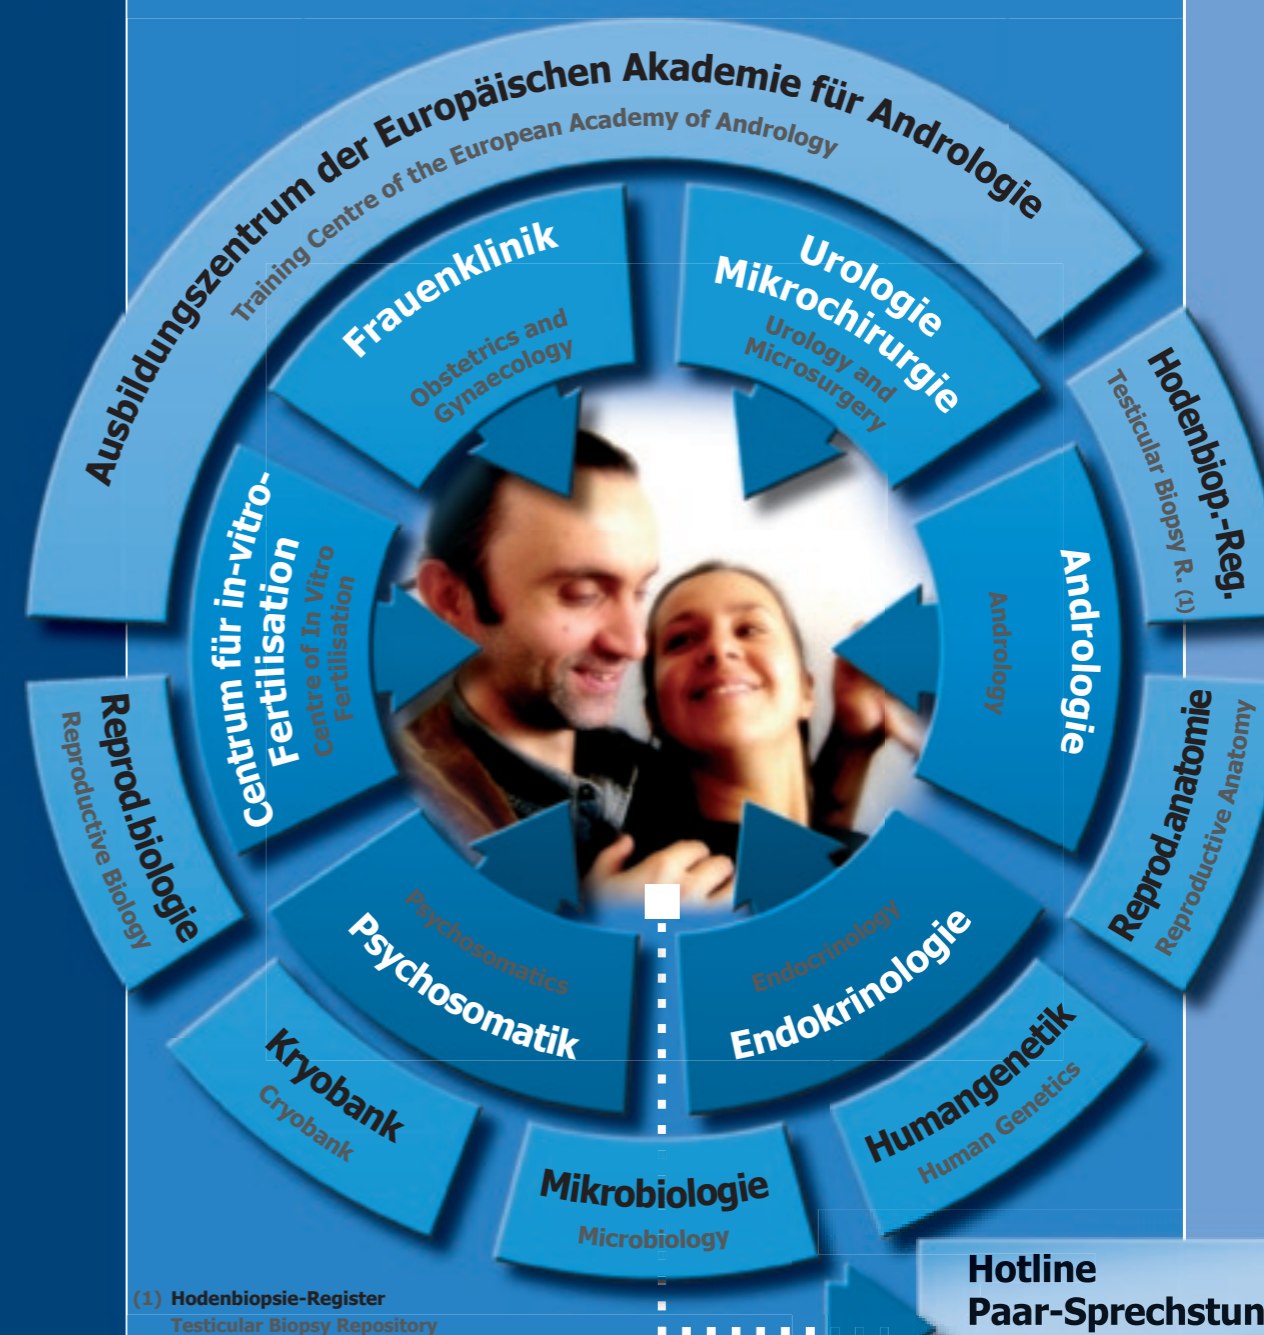 Ausbildungszentrum der Europäischen Akademie für Andrologie
Training Centre of the European Academy of Andrology
Frauenklinik
Obstetrics and
Gynaecology
Urologie
Mikrochirurgie
Urology and
Microsurgery
Hodenbiop.-Reg.
Testicular Biopsy R. (1)
Centrum für in-vitro-
Fertilisation
Centre of In Vitro
Fertilisation
Andrologie
Andrology
Reprod.biologie
Reproductive Biology
Reprod.anatomie
Reproductive Anatomy
Psychosomatics
Psychosomatik
Endocrinology
Endokrinologie
Kryobank
Cryobank
Humangenetik
Human Genetics
Mikrobiologie
Microbiology
Hotline
Paar-Sprechstun
(1) Hodenbiopsie-Register
Testicular Biopsy Repository